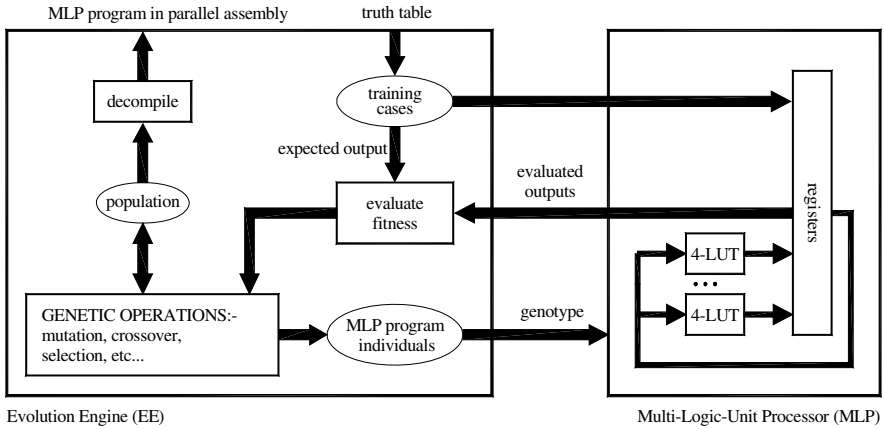 MLP program in parallel assembly
truth table
decompile
training
cases
expected output
evaluated
outputs
population
evaluate
fitness
registers
4-LUT
...
4-LUT
GENETIC OPERATIONS:-
mutation, crossover,
selection, etc...
MLP program
individuals
genotype
Evolution Engine (EE)
Multi-Logic-Unit Processor (MLP)